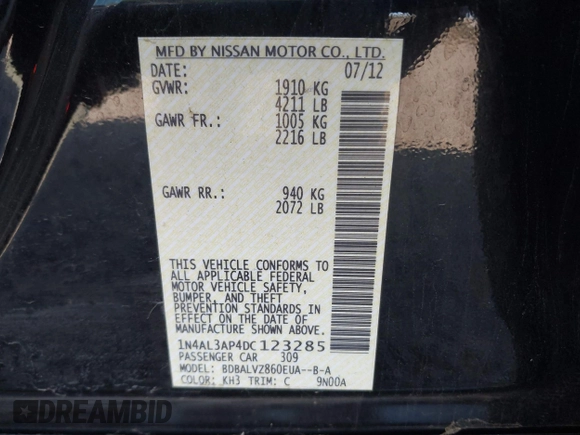 MFD BY NISSAN MOTOR CO., LTD.
DATE: 07/12
GVWR: 1910 KG
4211 LB
GAWR FR.: 1005 KG
2216 LB
GAWR RR.: 940 KG
2072 LB
THIS VEHICLE CONFORMS TO
ALL APPLICABLE FEDERAL
MOTOR VEHICLE SAFETY,
BUMPER, AND THEFT
PREVENTION STANDARDS IN
EFFECT ON THE DATE OF
MANUFACTURE SHOWN ABOVE.
1N4AL3AP4DC123285
PASSENGER CAR 309
MODEL: BDBALVZ860EUA--B-A
COLOR: KH3 TRIM: C 9N00A
EPICVIN
DRIVE CONFIDENTLY